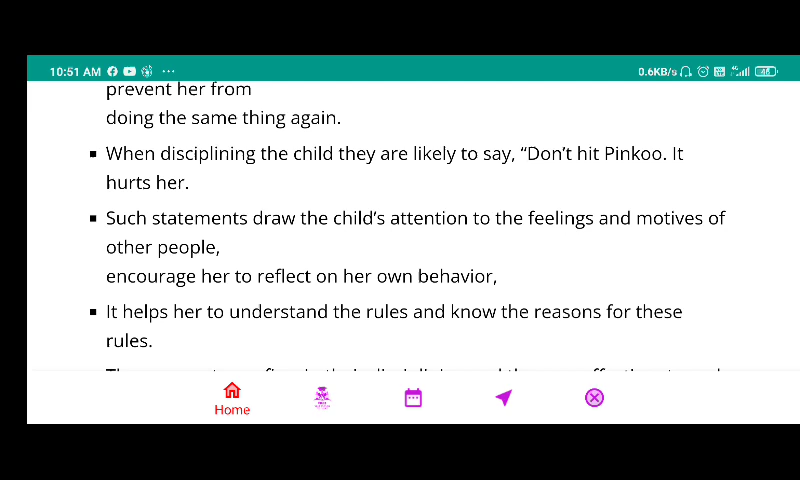 10:51 AM
0.6KB/s
46
prevent her from
doing the same thing again.
▪ When disciplining the child they are likely to say, “Don’t hit Pinkoo. It
hurts her.
▪ Such statements draw the child’s attention to the feelings and motives of
other people,
encourage her to reflect on her own behavior,
▪ It helps her to understand the rules and know the reasons for these
rules.
Home